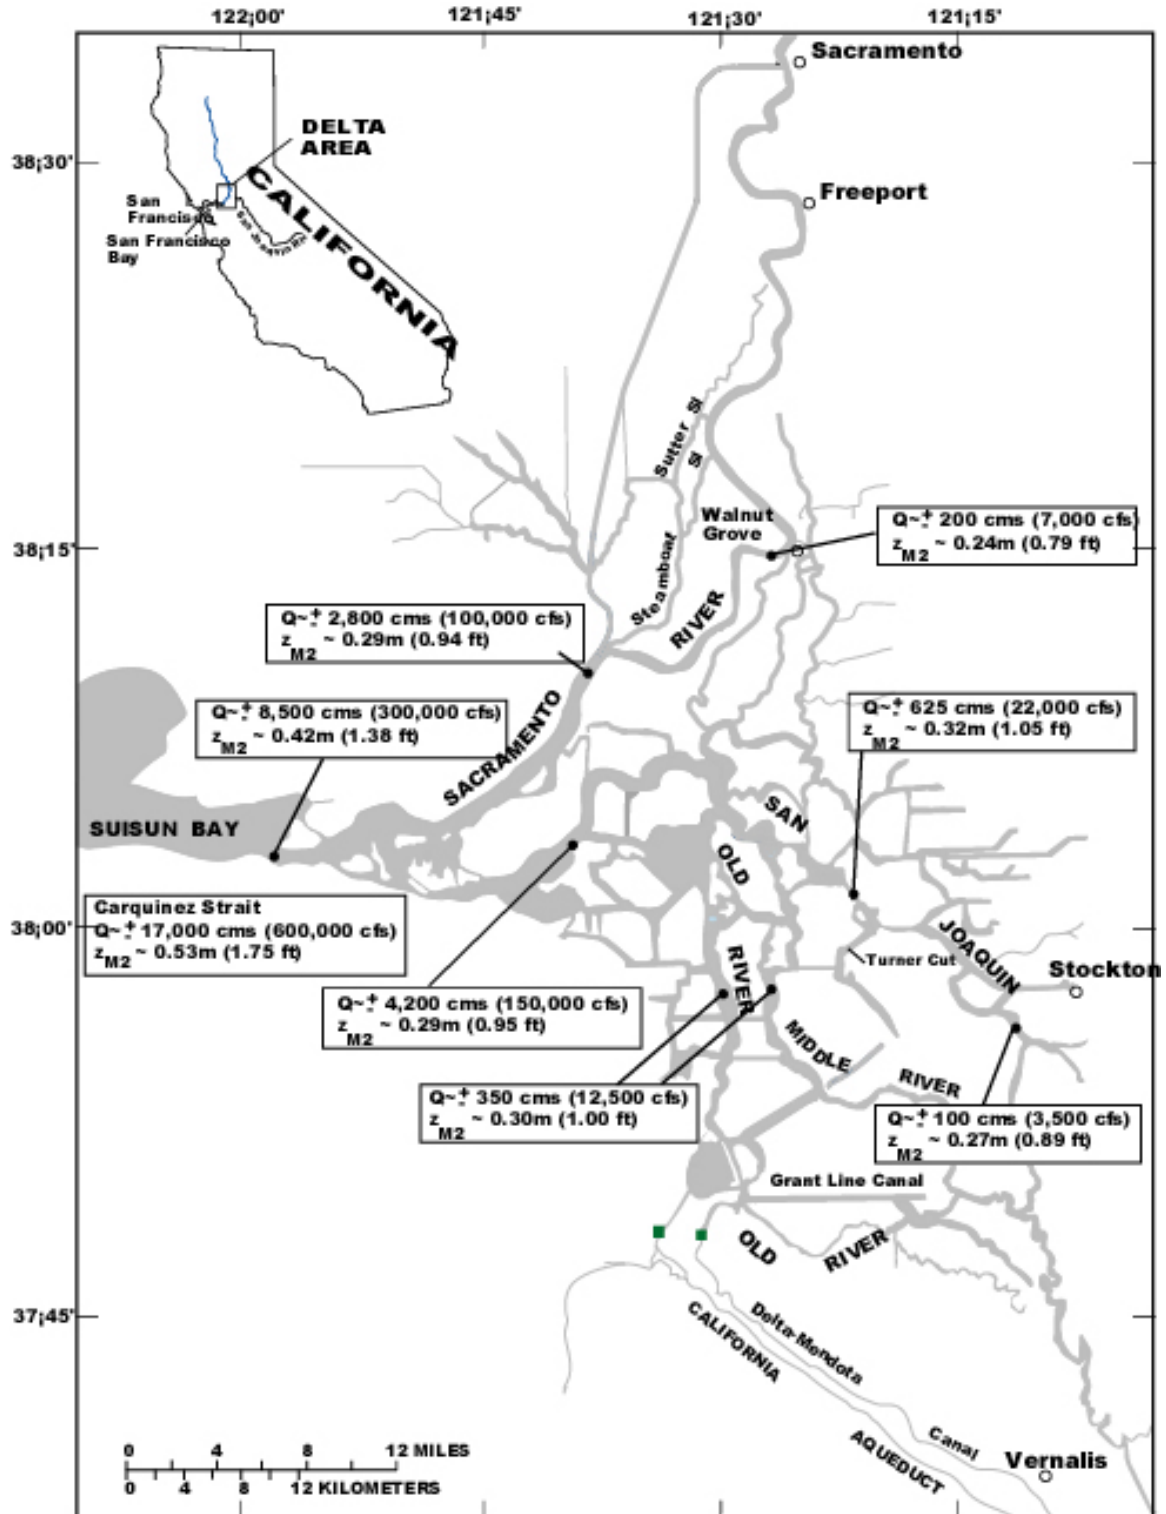 122¡00'
121¡45'
121¡30'
121¡15'
Sacramento
DELTA
AREA
38¡30'
CALIFORNIA
San
Francisco
San Francisco
Bay
San Joaquin Riv
Freeport
Sutter Sl
Steamboat Sl
Walnut
Grove
Q~± 200 cms (7,000 cfs)
zM2 ~ 0.24m (0.79 ft)
38¡15'
RIVER
Q~± 2,800 cms (100,000 cfs)
zM2 ~ 0.29m (0.94 ft)
Q~± 8,500 cms (300,000 cfs)
zM2 ~ 0.42m (1.38 ft)
SACRAMENTO
Q~± 625 cms (22,000 cfs)
zM2 ~ 0.32m (1.05 ft)
SUISUN BAY
SAN
OLD
Carquinez Strait
Q~± 17,000 cms (600,000 cfs)
zM2 ~ 0.53m (1.75 ft)
38¡00'
JOAQUIN
Turner Cut
Stockton
RIVER
Q~± 4,200 cms (150,000 cfs)
zM2 ~ 0.29m (0.95 ft)
MIDDLE
RIVER
Q~± 350 cms (12,500 cfs)
zM2 ~ 0.30m (1.00 ft)
Q~± 100 cms (3,500 cfs)
zM2 ~ 0.27m (0.89 ft)
Grant Line Canal
OLD
RIVER
37¡45'
Delta-Mendota
Canal
CALIFORNIA
AQUEDUCT
Vernalis
0 4 8 12 MILES
0 4 8 12 KILOMETERS